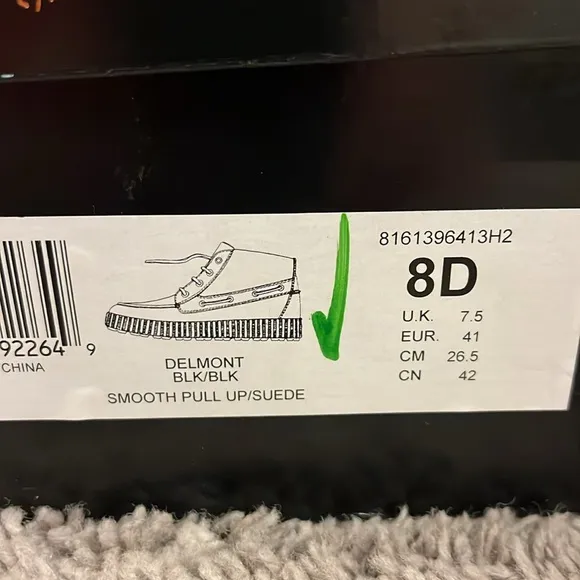 92264 9
CHINA
DELMONT
BLK/BLK
SMOOTH PULL UP/SUEDE
8161396413H2
8D
U.K. 7.5
EUR. 41
CM 26.5
CN 42